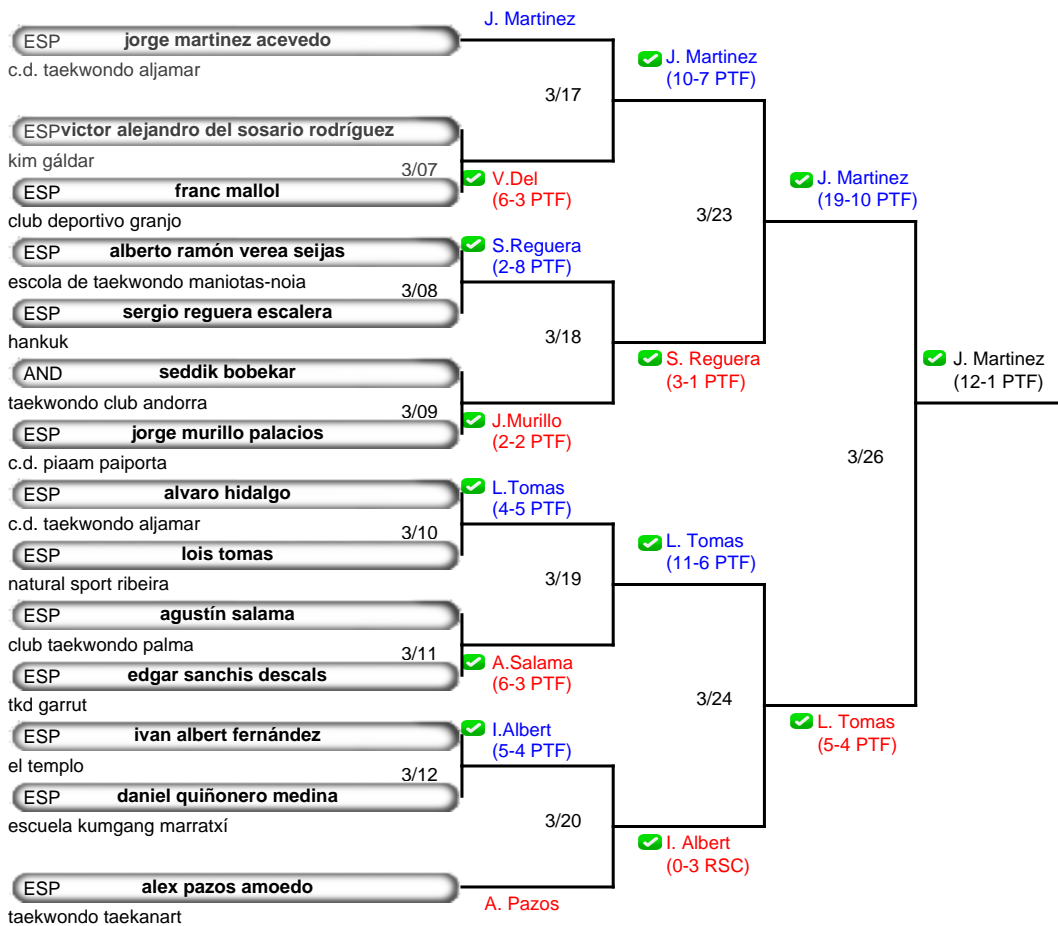 J. Martinez
ESP jorge martinez acevedo
c.d. taekwondo aljamar
J. Martinez
(10-7 PTF)
3/17
ESP victor alejandro del sosario rodríguez
kim gáldar
3/07
V.Del
(6-3 PTF)
ESP franc mallol
club deportivo granjo
J. Martinez
(19-10 PTF)
3/23
ESP alberto ramón verea seijas
S.Reguera
(2-8 PTF)
escola de taekwondo maniotas-noia
3/08
ESP sergio reguera escalera
hankuk
3/18
S. Reguera
(3-1 PTF)
J. Martinez
(12-1 PTF)
AND seddik bobekar
taekwondo club andorra
3/09
J.Murillo
(2-2 PTF)
ESP jorge murillo palacios
c.d. piaam paiporta
3/26
ESP alvaro hidalgo
L.Tomas
(4-5 PTF)
c.d. taekwondo aljamar
3/10
ESP lois tomas
natural sport ribeira
L. Tomas
(11-6 PTF)
3/19
ESP agustín salama
club taekwondo palma
3/11
A.Salama
(6-3 PTF)
ESP edgar sanchis descals
tkd garrut
3/24
L. Tomas
(5-4 PTF)
ESP ivan albert fernández
I.Albert
(5-4 PTF)
el templo
3/12
ESP daniel quiñonero medina
escuela kumgang marratxí
3/20
I. Albert
(0-3 RSC)
ESP alex pazos amoedo
A. Pazos
taekwondo taekanart